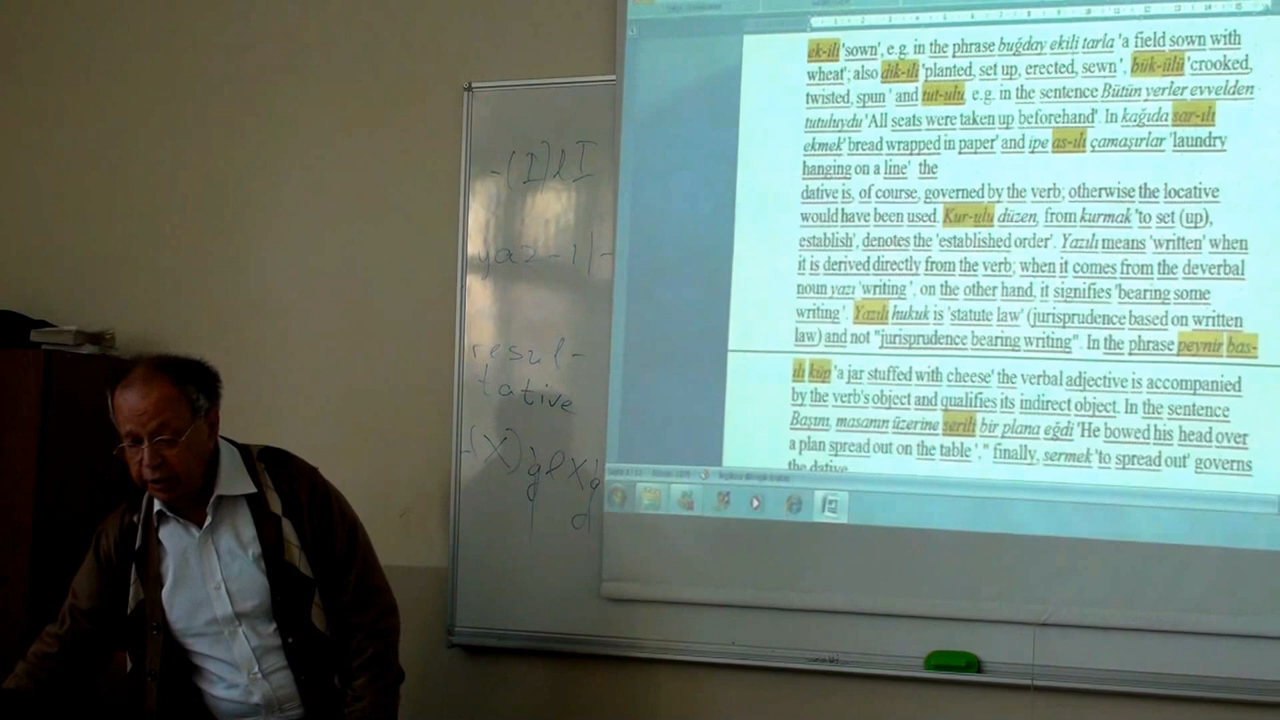 -(I)lI
yaz-ıl-
resul-
tative
ek-ili 'sown', e.g. in the phrase buğday ekili tarla 'a field sown with
wheat'; also dik-ili 'planted, set up, erected, sewn', bük-ülü 'crooked,
twisted, spun' and tut-ulu, e.g. in the sentence Bütün yerler evvelden
tutuluydu 'All seats were taken up beforehand'. In kağıda sar-ılı
ekmek 'bread wrapped in paper' and ipe as-ılı çamaşırlar 'laundry
hanging on a line' the
dative is, of course, governed by the verb; otherwise the locative
would have been used. Kur-ulu düzen, from kurmak 'to set (up),
establish', denotes the 'established order'. Yazılı means 'written' when
it is derived directly from the verb; when it comes from the deverbal
noun yazı 'writing', on the other hand, it signifies 'bearing some
writing'. Yazılı hukuk is 'statute law' (jurisprudence based on written
law) and not "jurisprudence bearing writing". In the phrase peynir bas-
ılı küp 'a jar stuffed with cheese' the verbal adjective is accompanied
by the verb's object and qualifies its indirect object. In the sentence
Başını, masanın üzerine serili bir plana eğdi 'He bowed his head over
a plan spread out on the table'." finally, sermek 'to spread out' governs
the dative